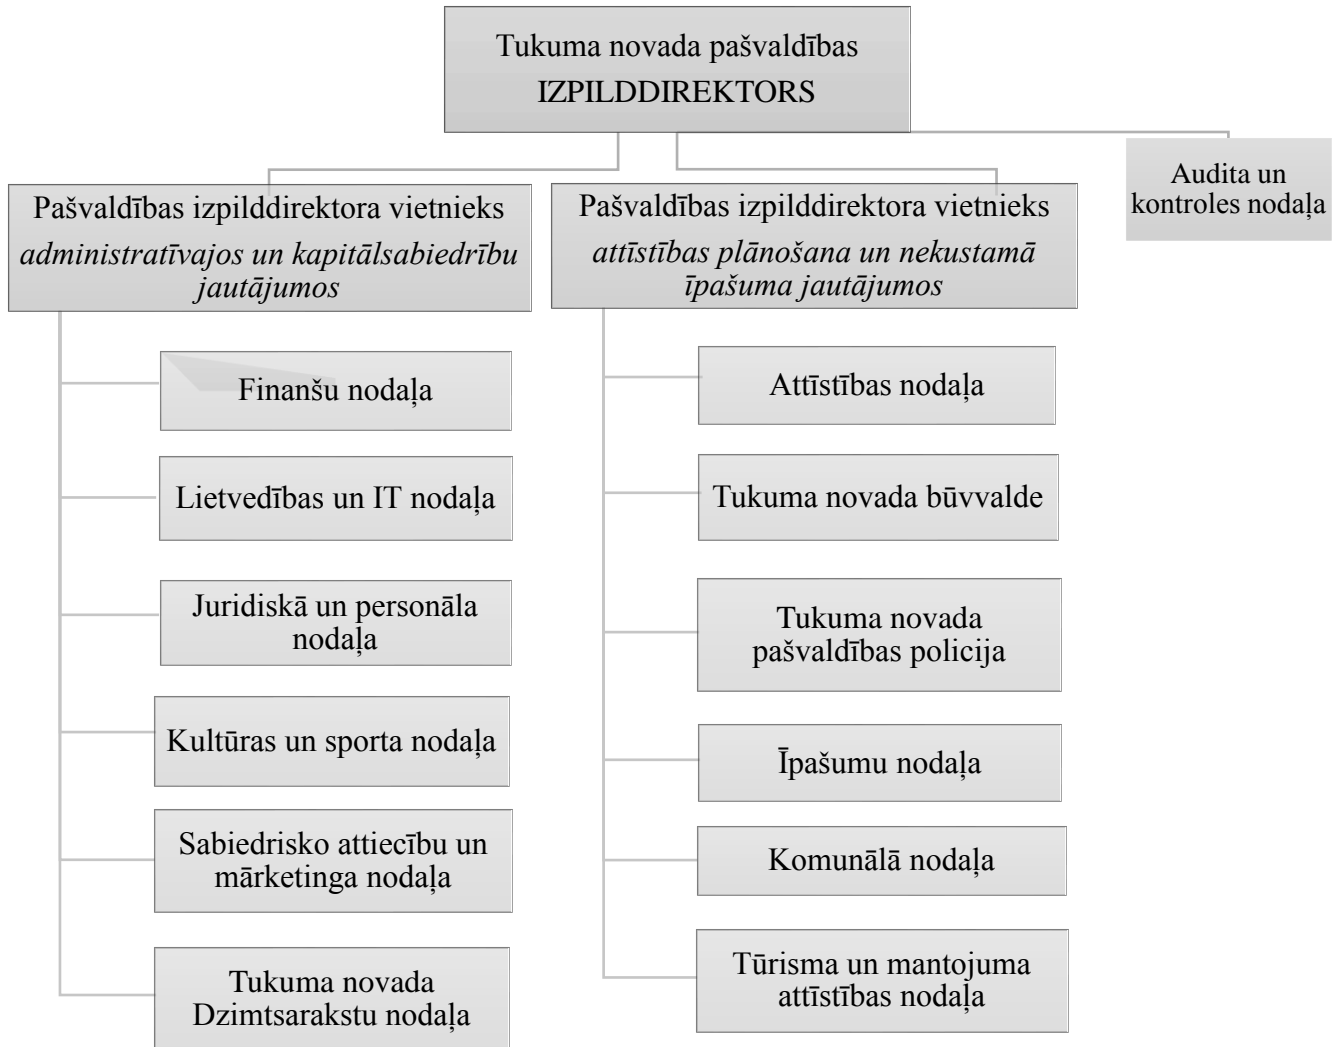 Tukuma novada pašvaldības
IZPILDDIREKTORS
Audita un
kontroles nodaļa
Pašvaldības izpilddirektora vietnieks
administratīvajos un kapitālsabiedrību
jautājumos
Pašvaldības izpilddirektora vietnieks
attīstības plānošana un nekustamā
īpašuma jautājumos
Finanšu nodaļa
Lietvedības un IT nodaļa
Juridiskā un personāla
nodaļa
Kultūras un sporta nodaļa
Sabiedrisko attiecību un
mārketinga nodaļa
Tukuma novada
Dzimtsarakstu nodaļa
Attīstības nodaļa
Tukuma novada būvvalde
Tukuma novada
pašvaldības policija
Īpašumu nodaļa
Komunālā nodaļa
Tūrisma un mantojuma
attīstības nodaļa